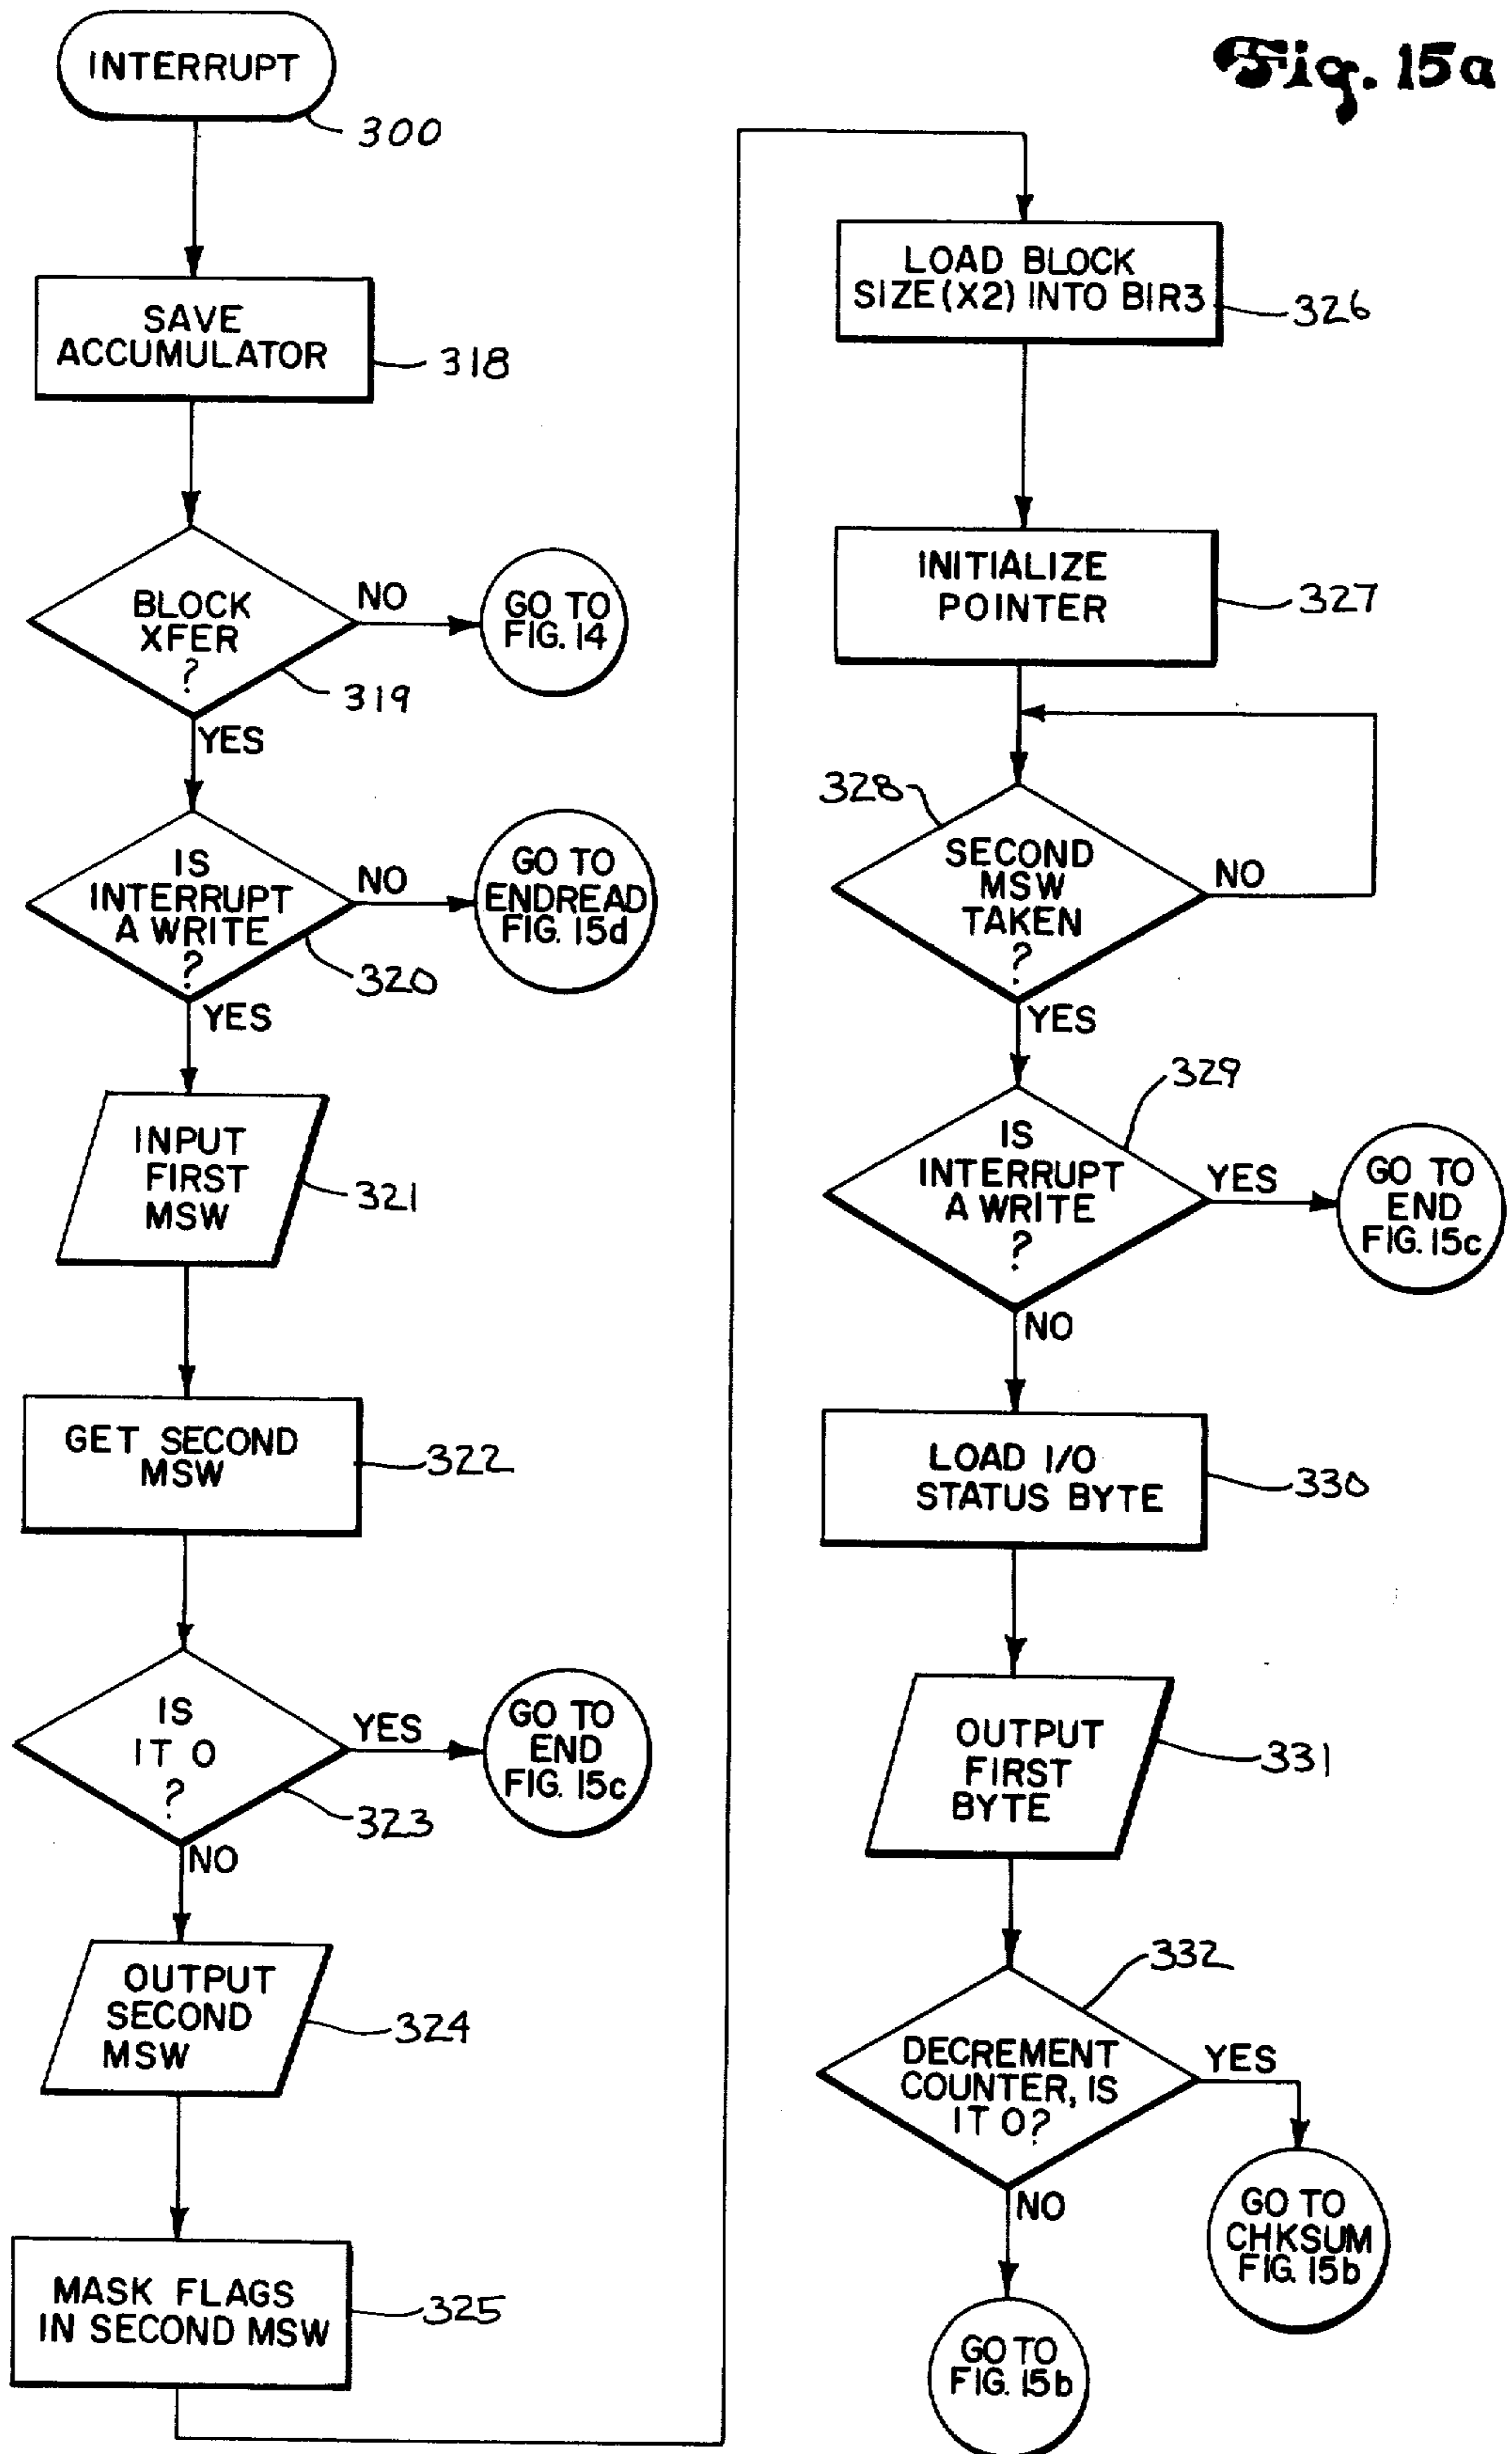 Fig. 15a
INTERRUPT
300
SAVE
ACCUMULATOR
318
BLOCK
XFER
?
319
NO
GO TO
FIG. 14
YES
IS
INTERRUPT
A WRITE
?
320
NO
GO TO
ENDREAD
FIG. 15d
YES
INPUT
FIRST
MSW
321
GET SECOND
MSW
322
IS
IT 0
?
323
YES
GO TO
END
FIG. 15c
NO
OUTPUT
SECOND
MSW
324
MASK FLAGS
IN SECOND MSW
325
LOAD BLOCK
SIZE (X2) INTO BIR3
326
INITIALIZE
POINTER
327
328
SECOND
MSW
TAKEN
?
NO
YES
329
IS
INTERRUPT
A WRITE
?
YES
GO TO
END
FIG. 15c
NO
LOAD I/O
STATUS BYTE
330
OUTPUT
FIRST
BYTE
331
332
DECREMENT
COUNTER, IS
IT 0?
YES
GO TO
CHKSUM
FIG. 15b
NO
GO TO
FIG. 15b